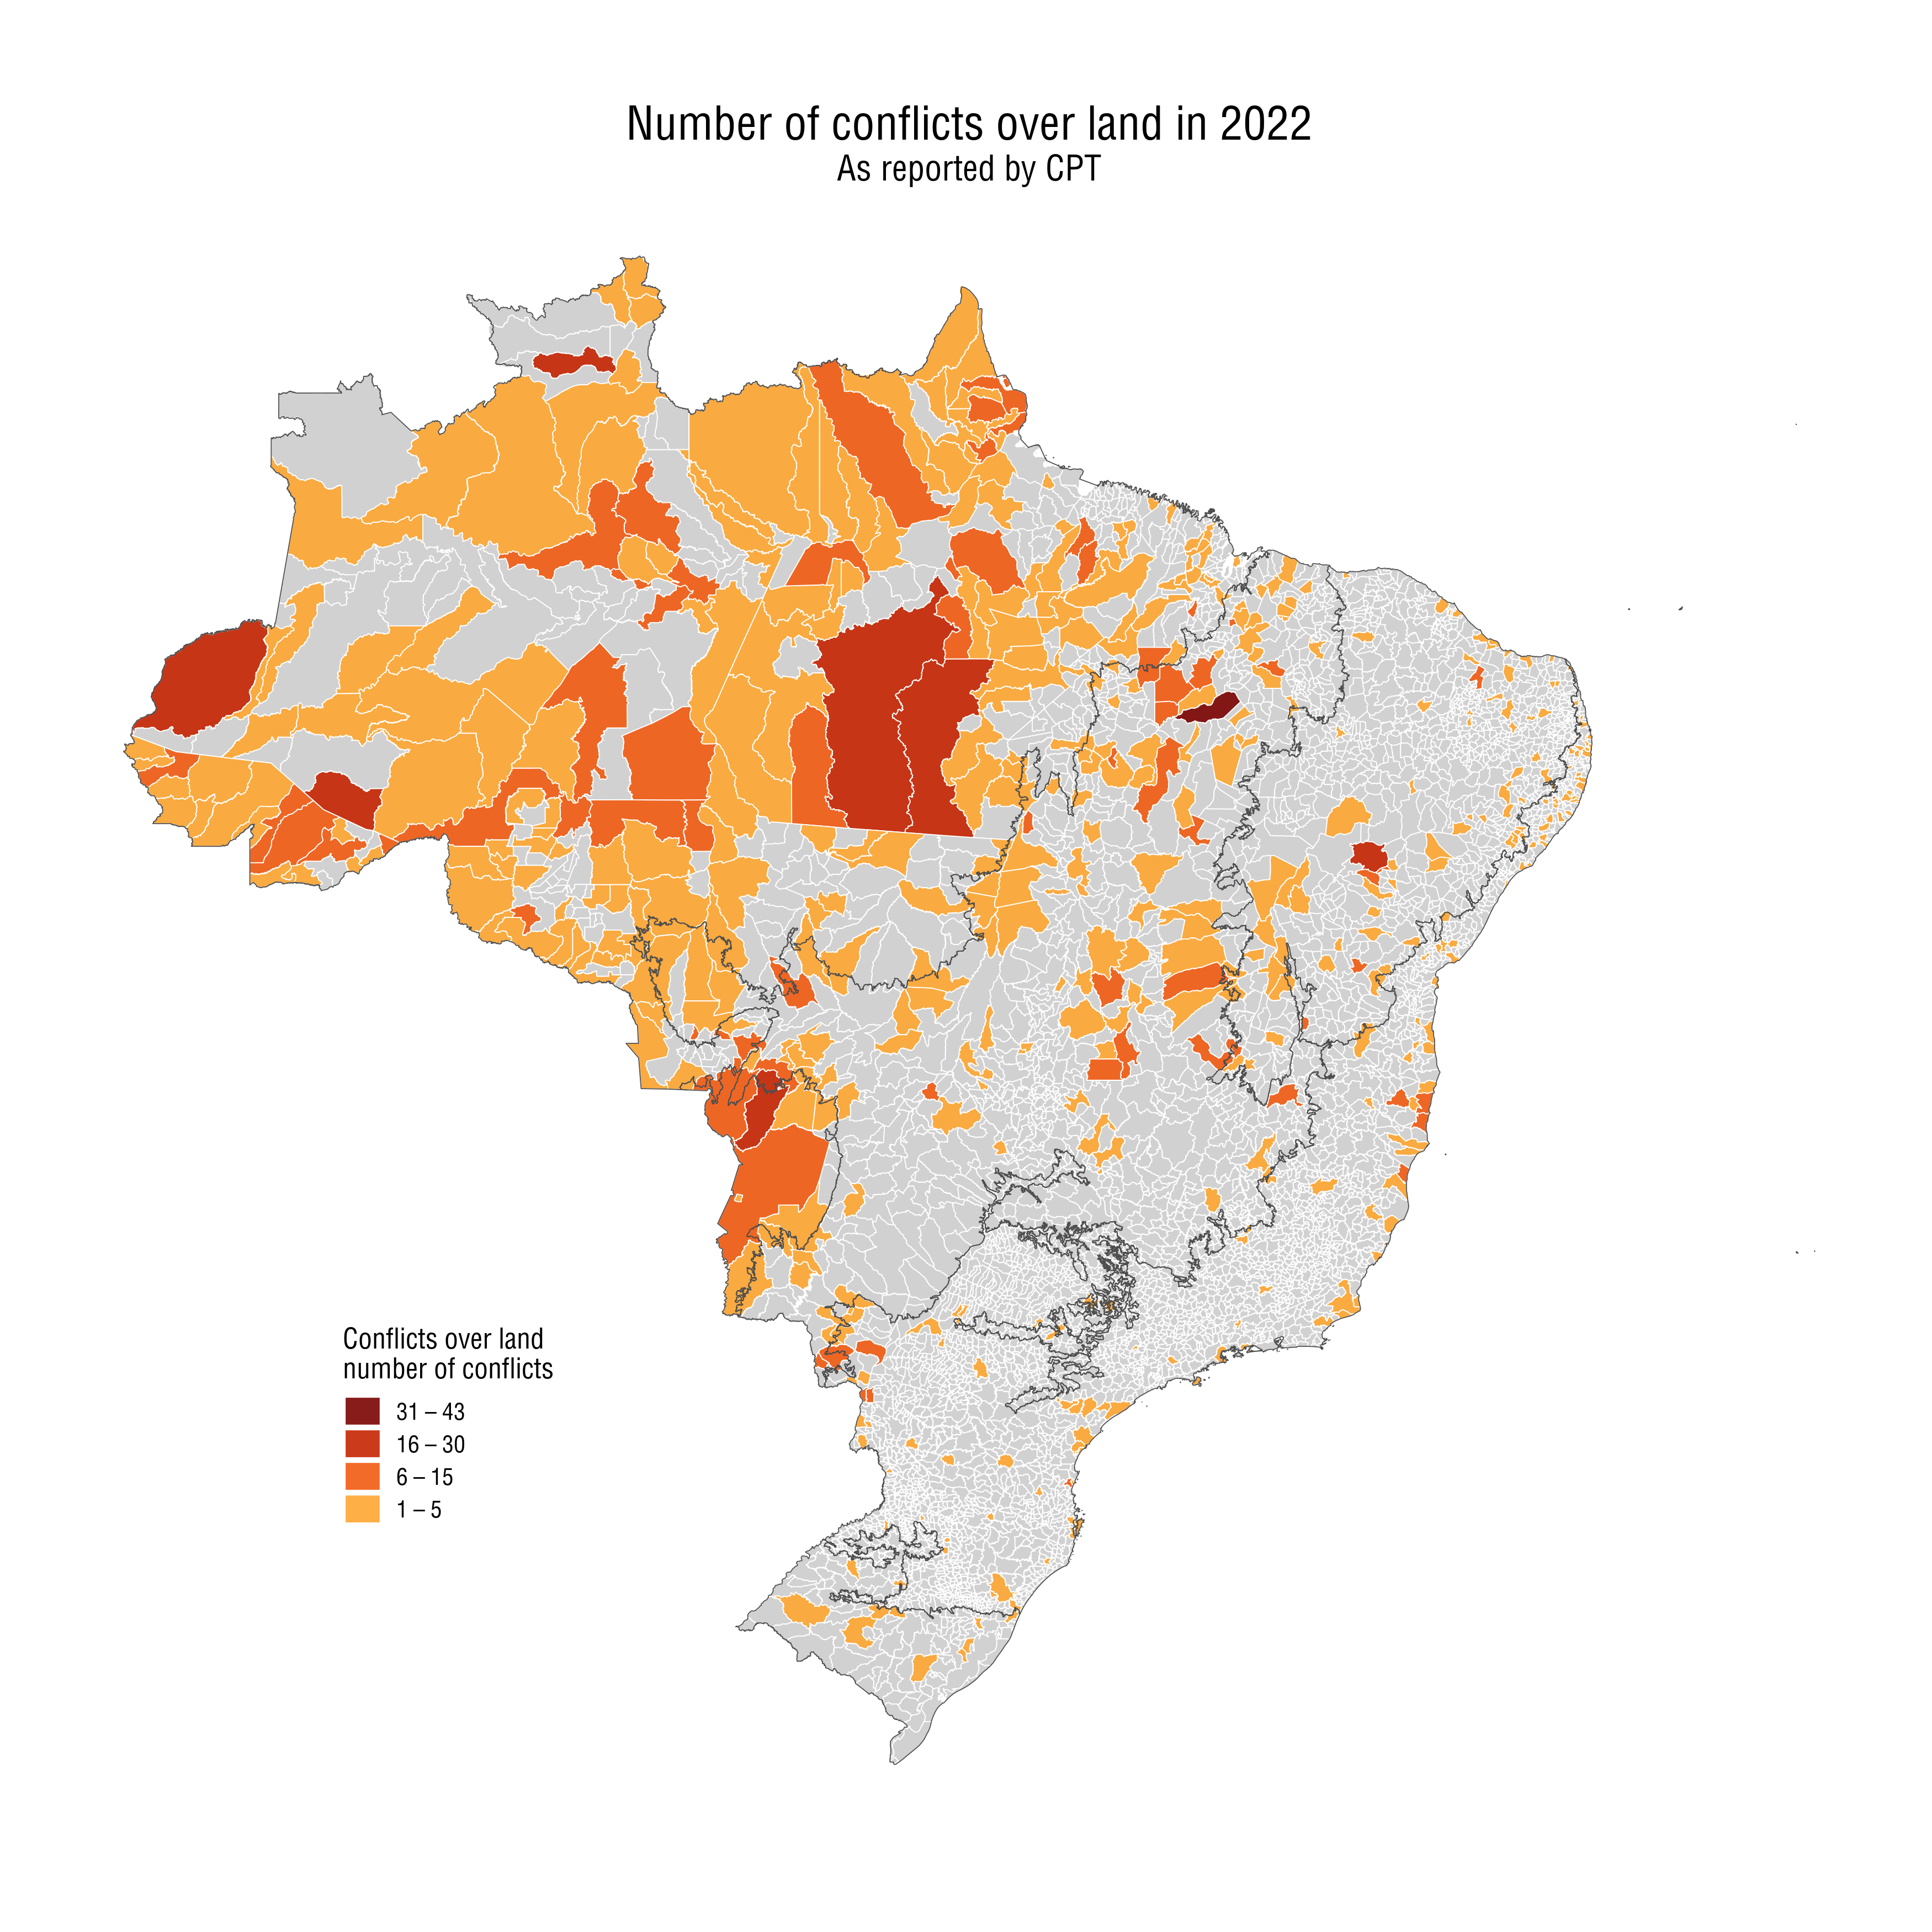 Number of conflicts over land in 2022
As reported by CPT
Conflicts over land
number of conflicts
31 – 43
16 – 30
6 – 15
1 – 5